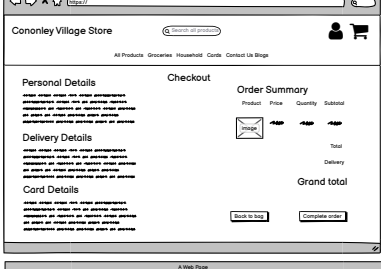 https://
Cononley Village Store
Search all products
All Products Groceries Household Cards Contact Us Blogs
Checkout
Personal Details
Order Summary
Product Price Quantity Subtotal
image
Delivery Details
Total
Delivery
Card Details
Grand total
Back to bag
Complete order
A Web Page